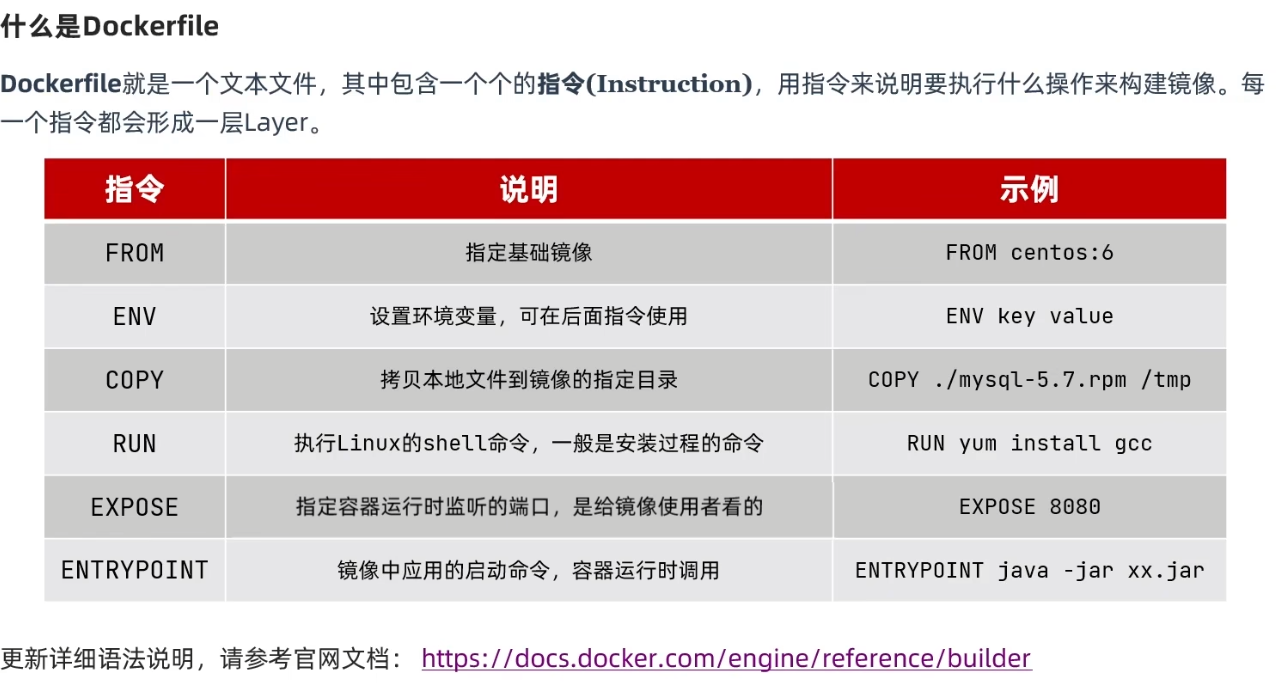 什么是Dockerfile
Dockerfile就是一个文本文件，其中包含一个个的指令(Instruction)，用指令来说明要执行什么操作来构建镜像。每
一个指令都会形成一层Layer。
指令 说明 示例
FROM 指定基础镜像 FROM centos:6
ENV 设置环境变量，可在后面指令使用 ENV key value
COPY 拷贝本地文件到镜像的指定目录 COPY ./mysql-5.7.rpm /tmp
RUN 执行Linux的shell命令，一般是安装过程的命令 RUN yum install gcc
EXPOSE 指定容器运行时监听的端口，是给镜像使用者看的 EXPOSE 8080
ENTRYPOINT 镜像中应用的启动命令，容器运行时调用 ENTRYPOINT java -jar xx.jar
更新详细语法说明，请参考官网文档： https://docs.docker.com/engine/reference/builder